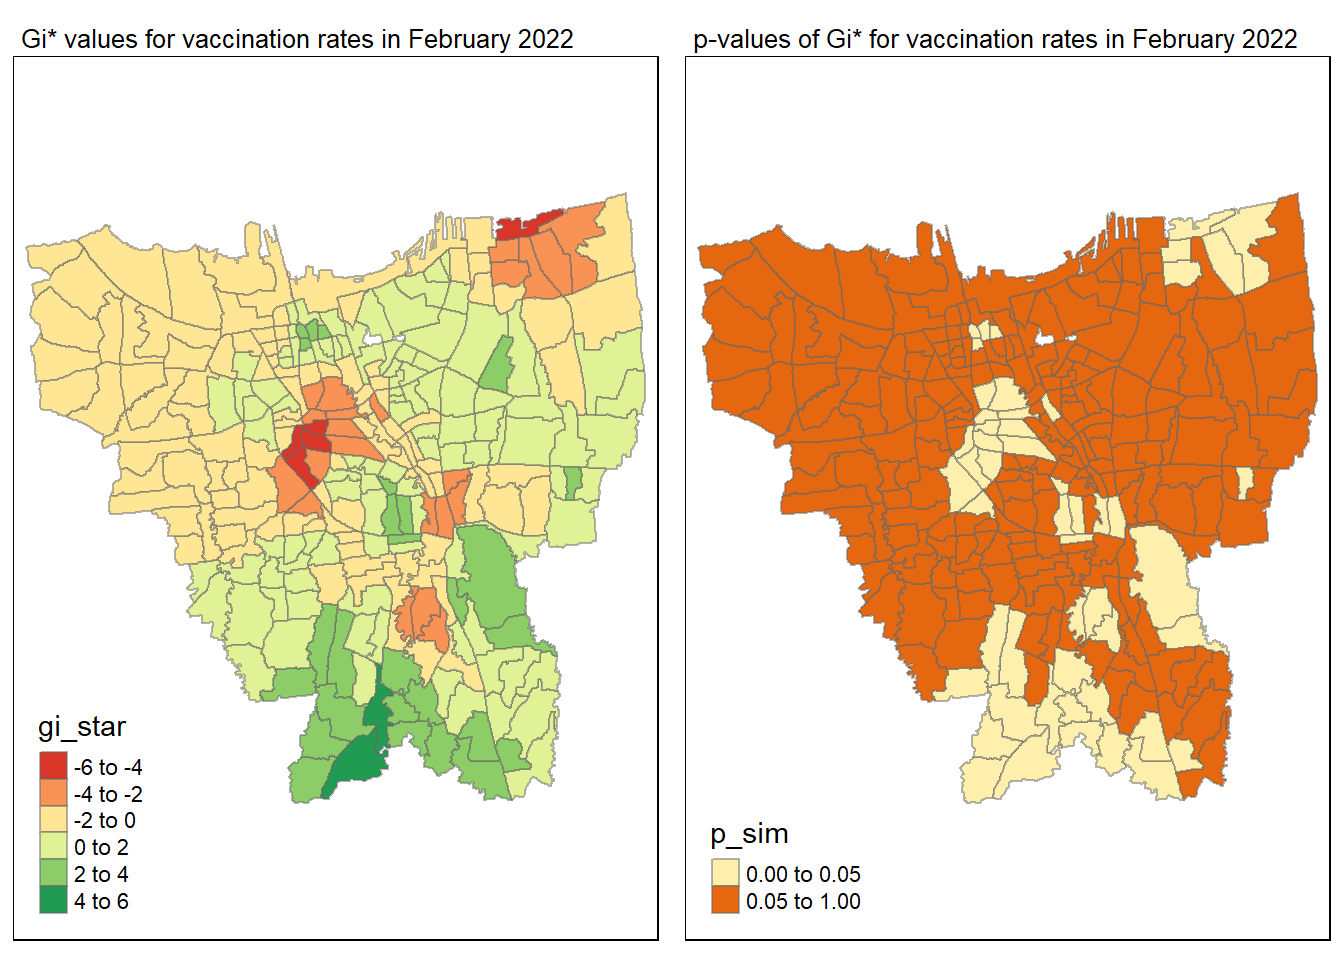 Gi* values for vaccination rates in February 2022
gi_star
-6 to -4
-4 to -2
-2 to 0
0 to 2
2 to 4
4 to 6
p-values of Gi* for vaccination rates in February 2022
p_sim
0.00 to 0.05
0.05 to 1.00